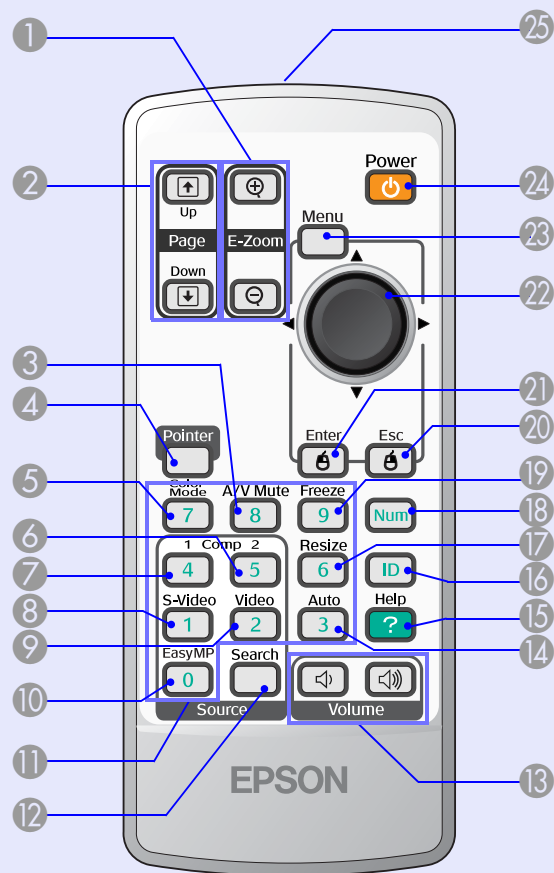 1
25
2
Power
24
Up
Menu
23
Page
E-Zoom
Down
22
3
21
4
Pointer
Enter
Esc
20
Color
Mode
A/V Mute
Freeze
19
5
7
8
9
Num
18
6
1 Comp 2
Resize
17
7
4
5
6
ID
16
8
S-Video
Video
Auto
Help
15
1
2
3
?
9
14
EasyMP
Search
10
0
Source
Volume
11
EPSON
13
12